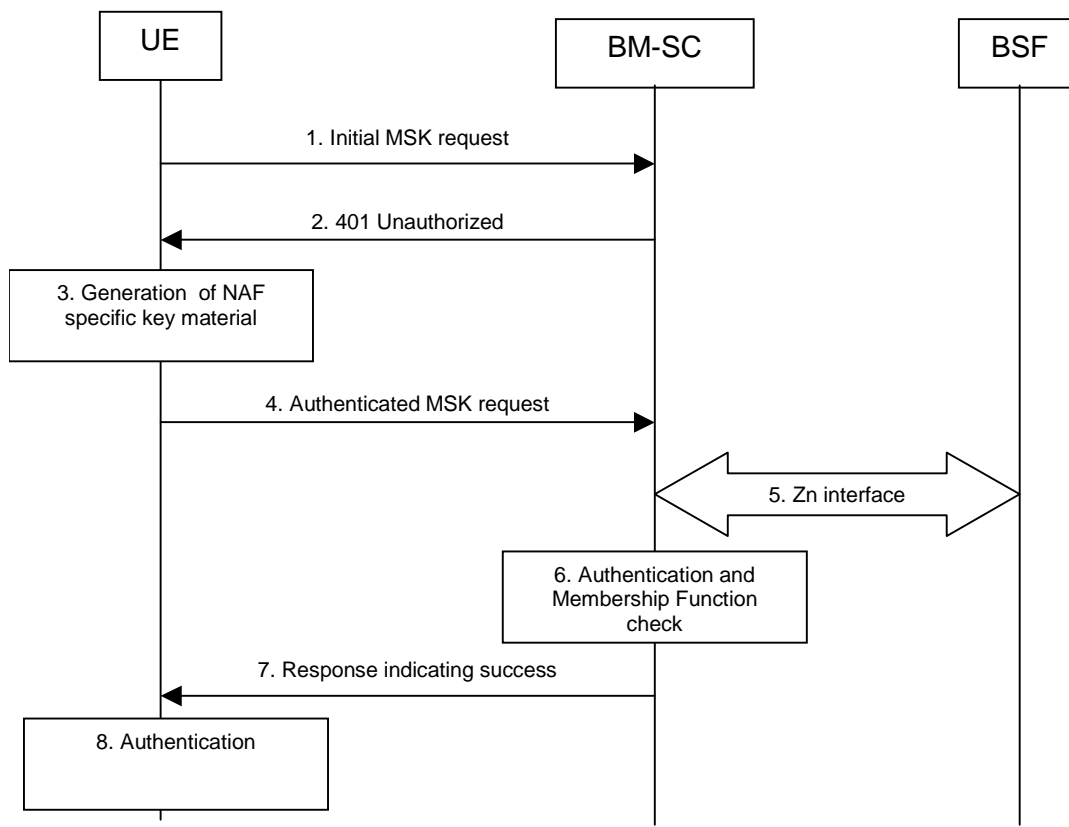 UE
BM-SC
BSF
1. Initial MSK request
2. 401 Unauthorized
3. Generation of NAF
specific key material
4. Authenticated MSK request
5. Zn interface
6. Authentication and
Membership Function
check
7. Response indicating success
8. Authentication